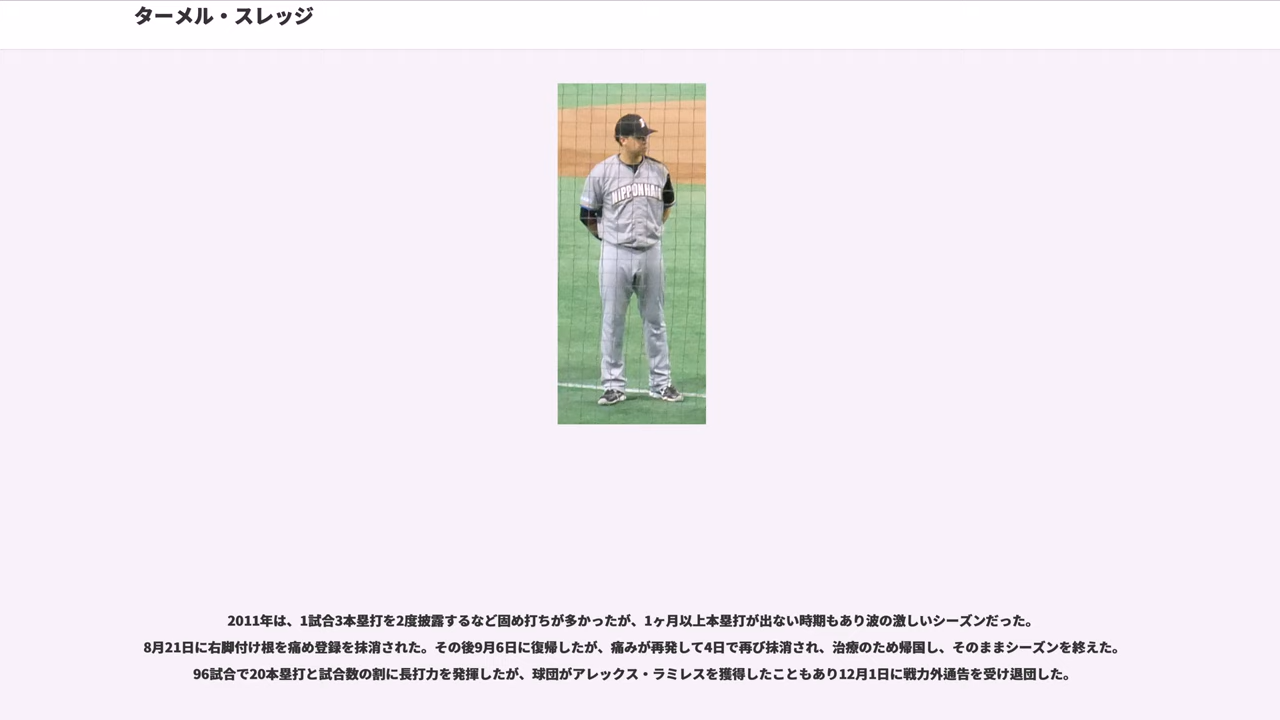 ターメル・スレッジ
NIPPONHAM
2011年は、1試合3本塁打を2度披露するなど固め打ちが多かったが、1ヶ月以上本塁打が出ない時期もあり波の激しいシーズンだった。
8月21日に右脚付け根を痛め登録を抹消された。その後9月6日に復帰したが、痛みが再発して4日で再び抹消され、治療のため帰国し、そのままシーズンを終えた。
96試合で20本塁打と試合数の割に長打力を発揮したが、球団がアレックス・ラミレスを獲得したこともあり12月1日に戦力外通告を受け退団した。